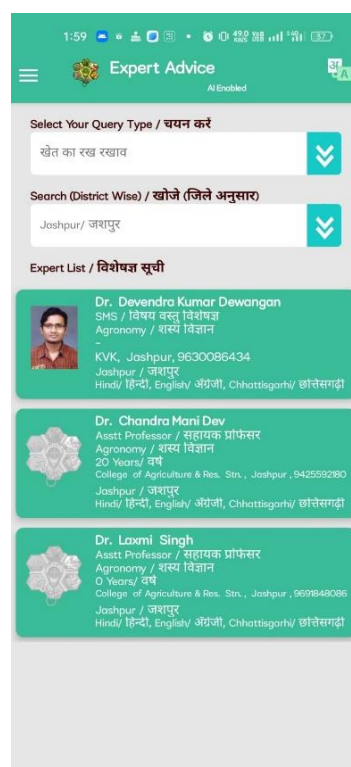 1:59
37
Expert Advice
AI Enabled
Select Your Query Type / चयन करें
खेत का रख रखाव
Search (District Wise) / खोजे (जिले अनुसार)
Jashpur/ जशपुर
Expert List / विशेषज्ञ सूची
Dr. Devendra Kumar Dewangan
SMS / विषय वस्तु विशेषज्ञ
Agronomy / शस्य विज्ञान
-
KVK, Jashpur, 9630086434
Jashpur / जशपुर
Hindi/ हिन्दी, English/ अँग्रेजी, Chhattisgarhi/ छत्तीसगढ़ी
Dr. Chandra Mani Dev
Asstt Professor / सहायक प्रोफेसर
Agronomy / शस्य विज्ञान
20 Years/ वर्ष
College of Agriculture & Res. Stn., Jashpur , 9425592180
Jashpur / जशपुर
Hindi/ हिन्दी, English/ अँग्रेजी, Chhattisgarhi/ छत्तीसगढ़ी
Dr. Laxmi Singh
Asstt Professor / सहायक प्रोफेसर
Agronomy / शस्य विज्ञान
0 Years/ वर्ष
College of Agriculture & Res. Stn., Jashpur , 9691848086
Jashpur / जशपुर
Hindi/ हिन्दी, English/ अँग्रेजी, Chhattisgarhi/ छत्तीसगढ़ी